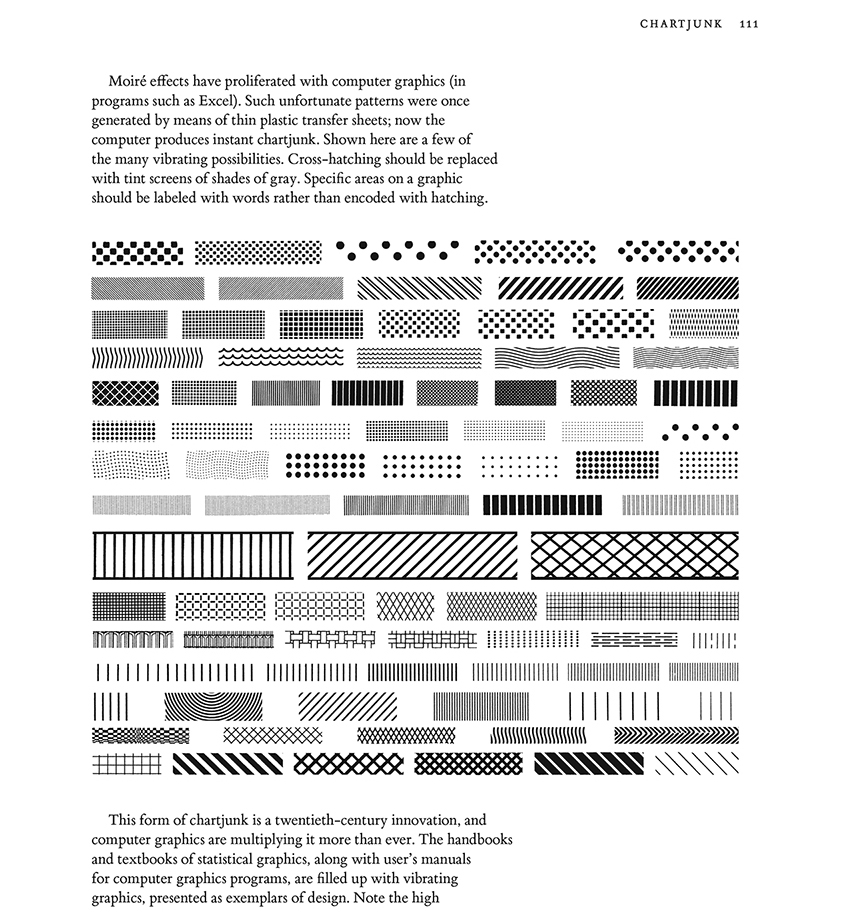 CHARTJUNK 111
Moiré effects have proliferated with computer graphics (in
programs such as Excel). Such unfortunate patterns were once
generated by means of thin plastic transfer sheets; now the
computer produces instant chartjunk. Shown here are a few of
the many vibrating possibilities. Cross-hatching should be replaced
with tint screens of shades of gray. Specific areas on a graphic
should be labeled with words rather than encoded with hatching.
This form of chartjunk is a twentieth-century innovation, and
computer graphics are multiplying it more than ever. The handbooks
and textbooks of statistical graphics, along with user's manuals
for computer graphics programs, are filled up with vibrating
graphics, presented as exemplars of design. Note the high